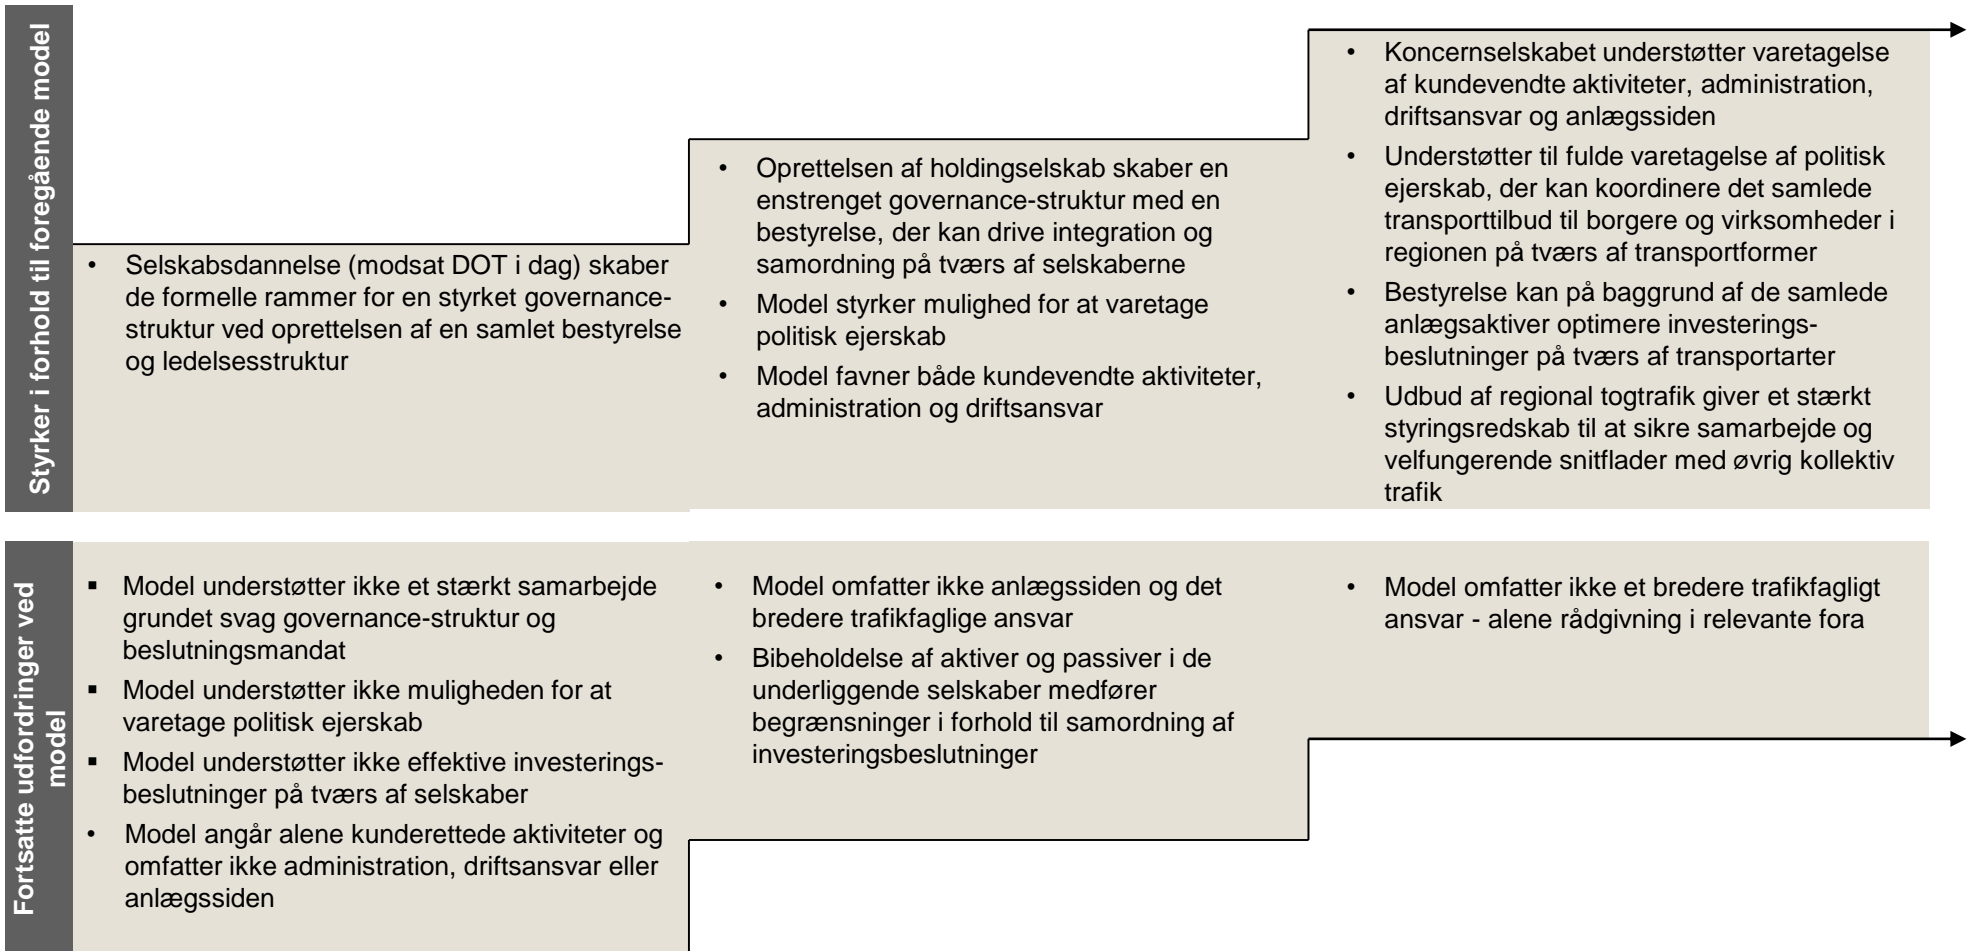 Styrker i forhold til foregående model
• Selskabsdannelse (modsat DOT i dag) skaber
de formelle rammer for en styrket governance-
struktur ved oprettelsen af en samlet bestyrelse
og ledelsesstruktur
• Oprettelsen af holdingselskab skaber en
enstrenget governance-struktur med en
bestyrelse, der kan drive integration og
samordning på tværs af selskaberne
• Model styrker mulighed for at varetage
politisk ejerskab
• Model favner både kundevendte aktiviteter,
administration og driftsansvar
• Koncernselskabet understøtter varetagelse
af kundevendte aktiviteter, administration,
driftsansvar og anlægssiden
• Understøtter til fulde varetagelse af politisk
ejerskab, der kan koordinere det samlede
transporttilbud til borgere og virksomheder i
regionen på tværs af transportformer
• Bestyrelse kan på baggrund af de samlede
anlægsaktiver optimere investerings-
beslutninger på tværs af transportarter
• Udbud af regional togtrafik giver et stærkt
styringsredskab til at sikre samarbejde og
velfungerende snitflader med øvrig kollektiv
trafik
Fortsatte udfordringer ved
model
▪ Model understøtter ikke et stærkt samarbejde
grundet svag governance-struktur og
beslutningsmandat
▪ Model understøtter ikke muligheden for at
varetage politisk ejerskab
▪ Model understøtter ikke effektive investerings-
beslutninger på tværs af selskaber
• Model angår alene kunderettede aktiviteter og
omfatter ikke administration, driftsansvar eller
anlægssiden
• Model omfatter ikke anlægssiden og det
bredere trafikfaglige ansvar
• Bibeholdelse af aktiver og passiver i de
underliggende selskaber medfører
begrænsninger i forhold til samordning af
investeringsbeslutninger
• Model omfatter ikke et bredere trafikfagligt
ansvar - alene rådgivning i relevante fora